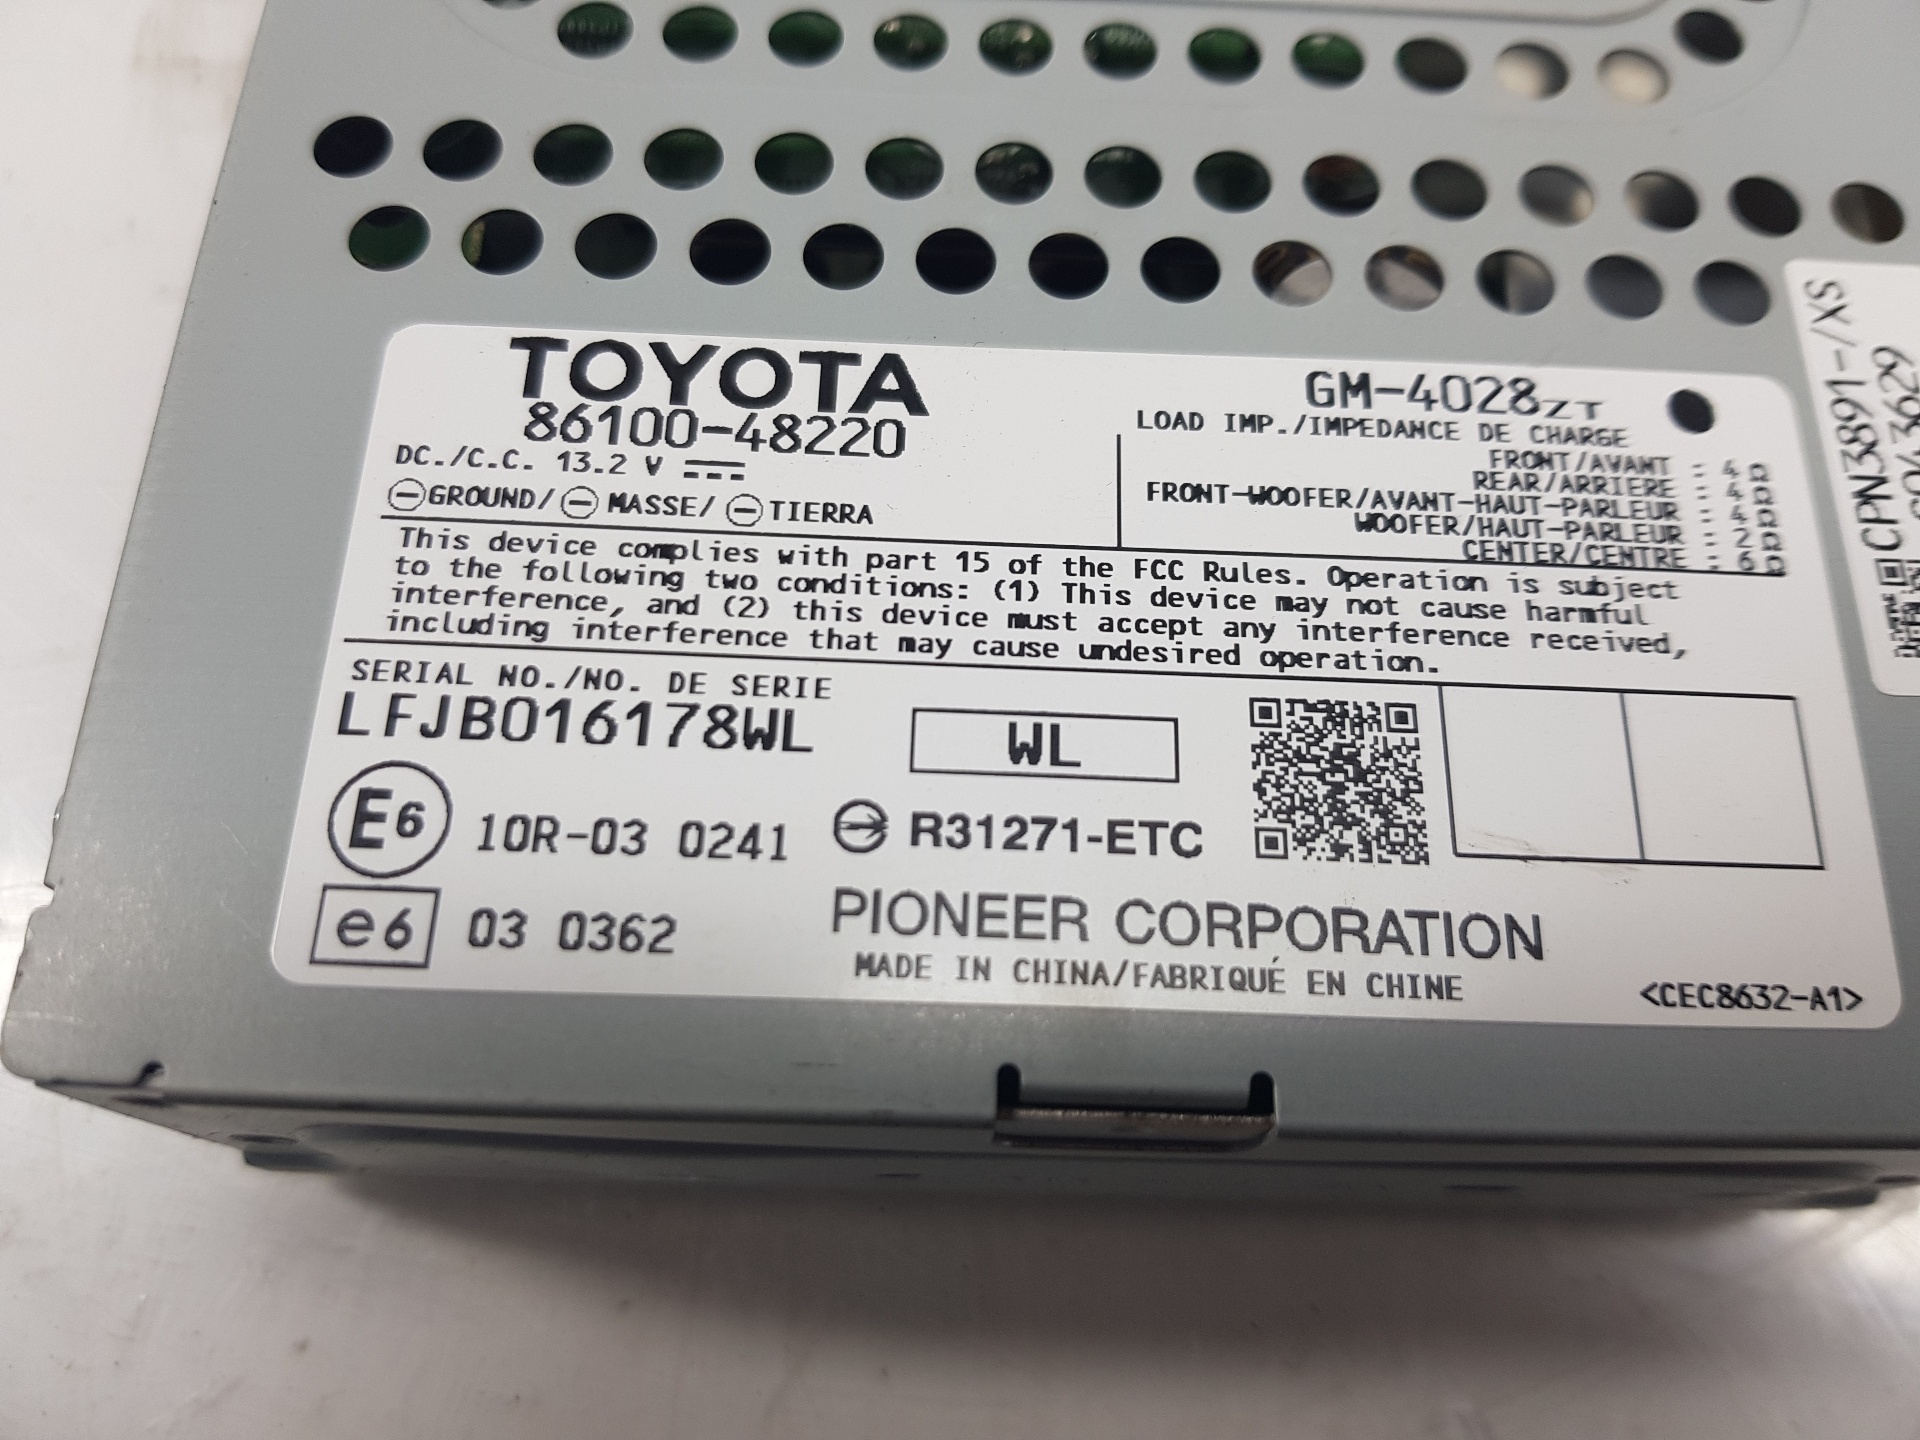 TOYOTA
86100-48220
DC./C.C. 13.2 V
GROUND/ MASSE/ TIERRA
GM-4028ZT
LOAD IMP./IMPEDANCE DE CHARGE
FRONT/AVANT : 4 Ω
REAR/ARRIERE : 4 Ω
FRONT-WOOFER/AVANT-HAUT-PARLEUR : 4 Ω
WOOFER/HAUT-PARLEUR : 2 Ω
CENTER/CENTRE : 6 Ω
This device complies with part 15 of the FCC Rules. Operation is subject
to the following two conditions: (1) This device may not cause harmful
interference, and (2) this device must accept any interference received,
including interference that may cause undesired operation.
SERIAL NO./NO. DE SERIE
LFJB016178WL
WL
E6 10R-03 0241
R31271-ETC
e6 03 0362
PIONEER CORPORATION
MADE IN CHINA/FABRIQUÉ EN CHINE
<CEC8632-A1>
CPN3891-/XS